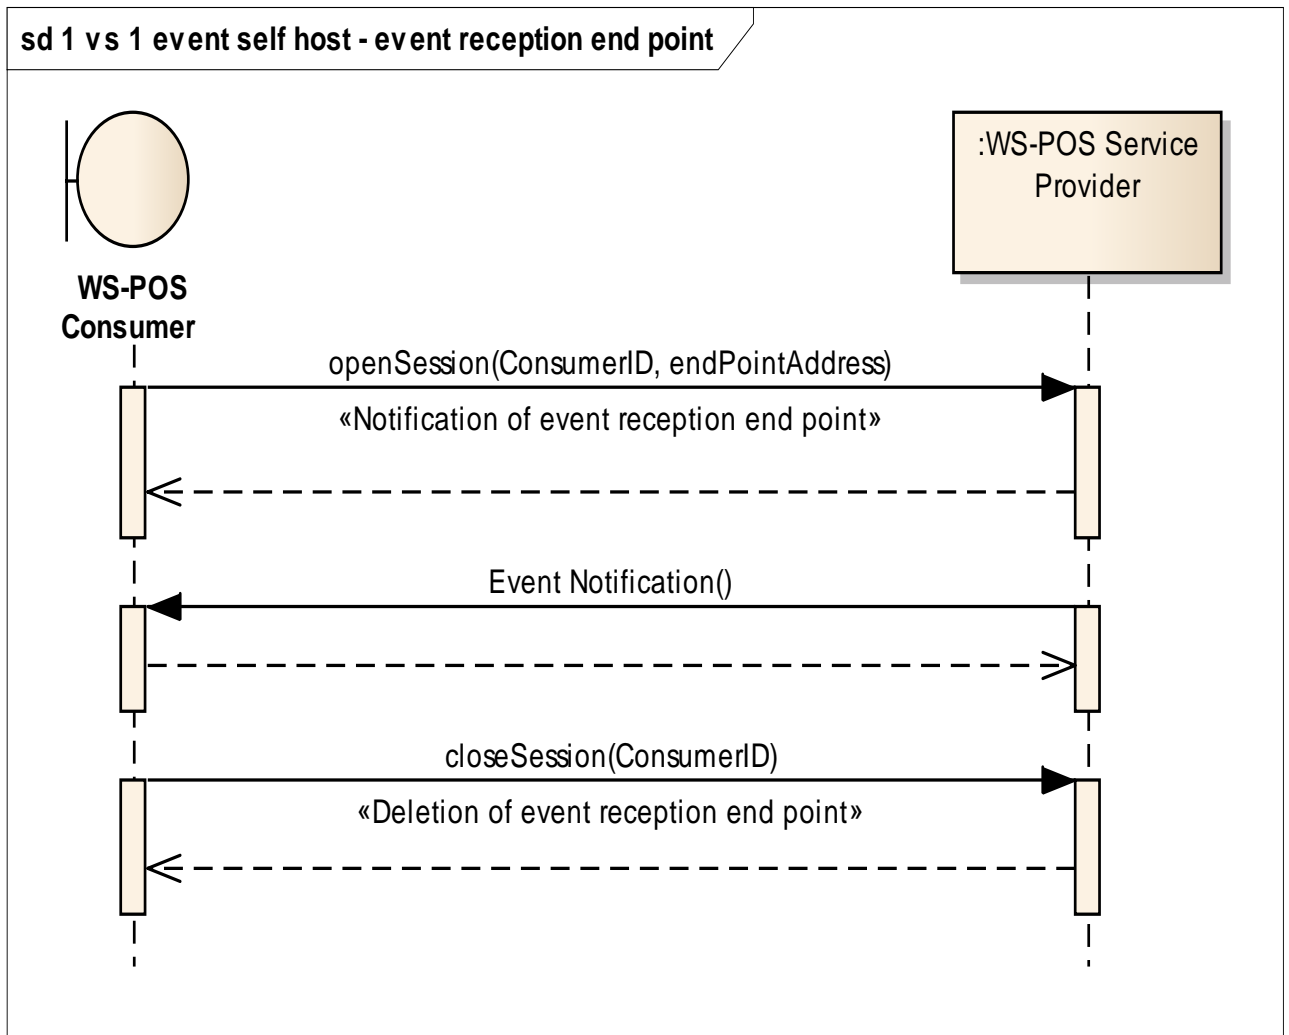 sd 1 vs 1 event self host - event reception end point
:WS-POS Service
Provider
WS-POS
Consumer
openSession(ConsumerID, endPointAddress)
«Notification of event reception end point»
Event Notification()
closeSession(ConsumerID)
«Deletion of event reception end point»